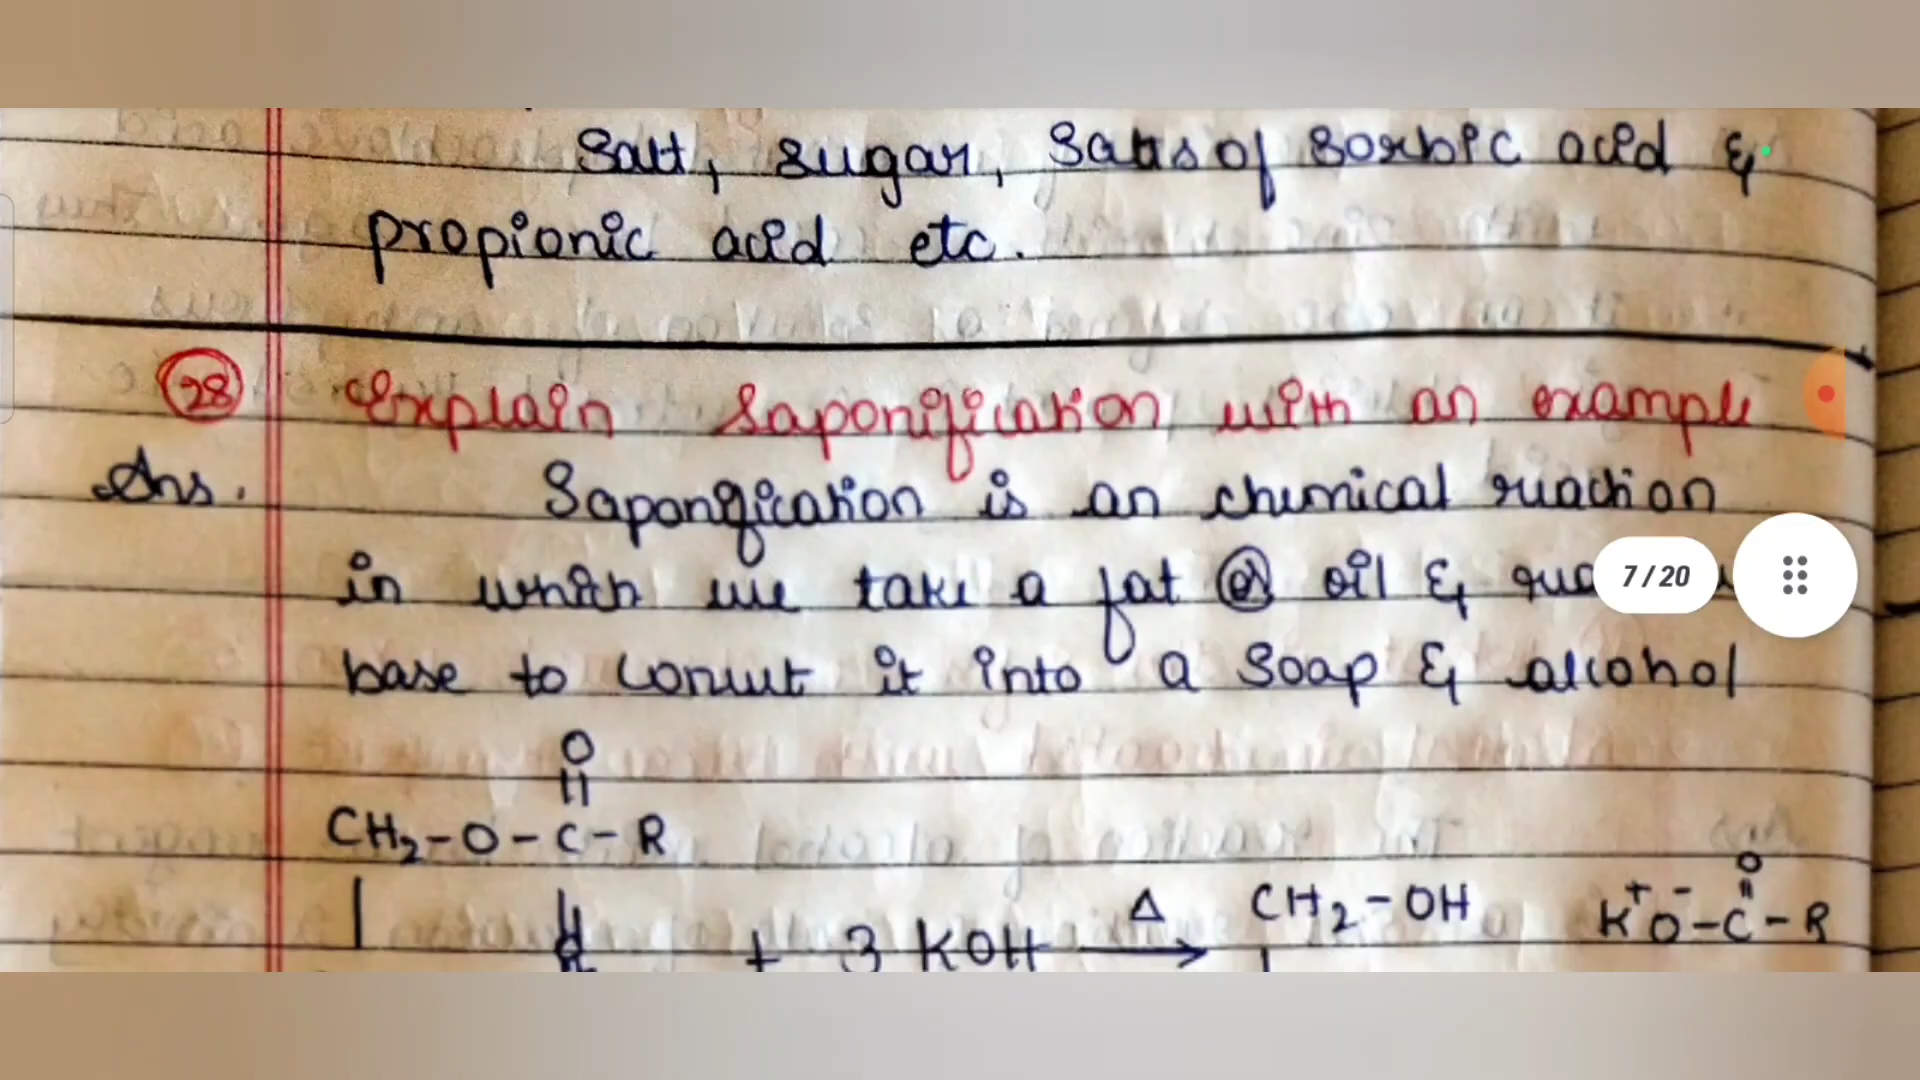 Salt, sugar, Salts of Sorbic acid &
propionic acid etc.
28 Explain Saponification with an example
Ans. Saponification is an chemical reaction
in which we take a fat or oil &
7/20
base to convert it into a Soap & alcohol
O
||
CH₂-O-C-R
O
||
CH₂-OH K⁺O⁻-C-R
+ 3 KOH Δ →